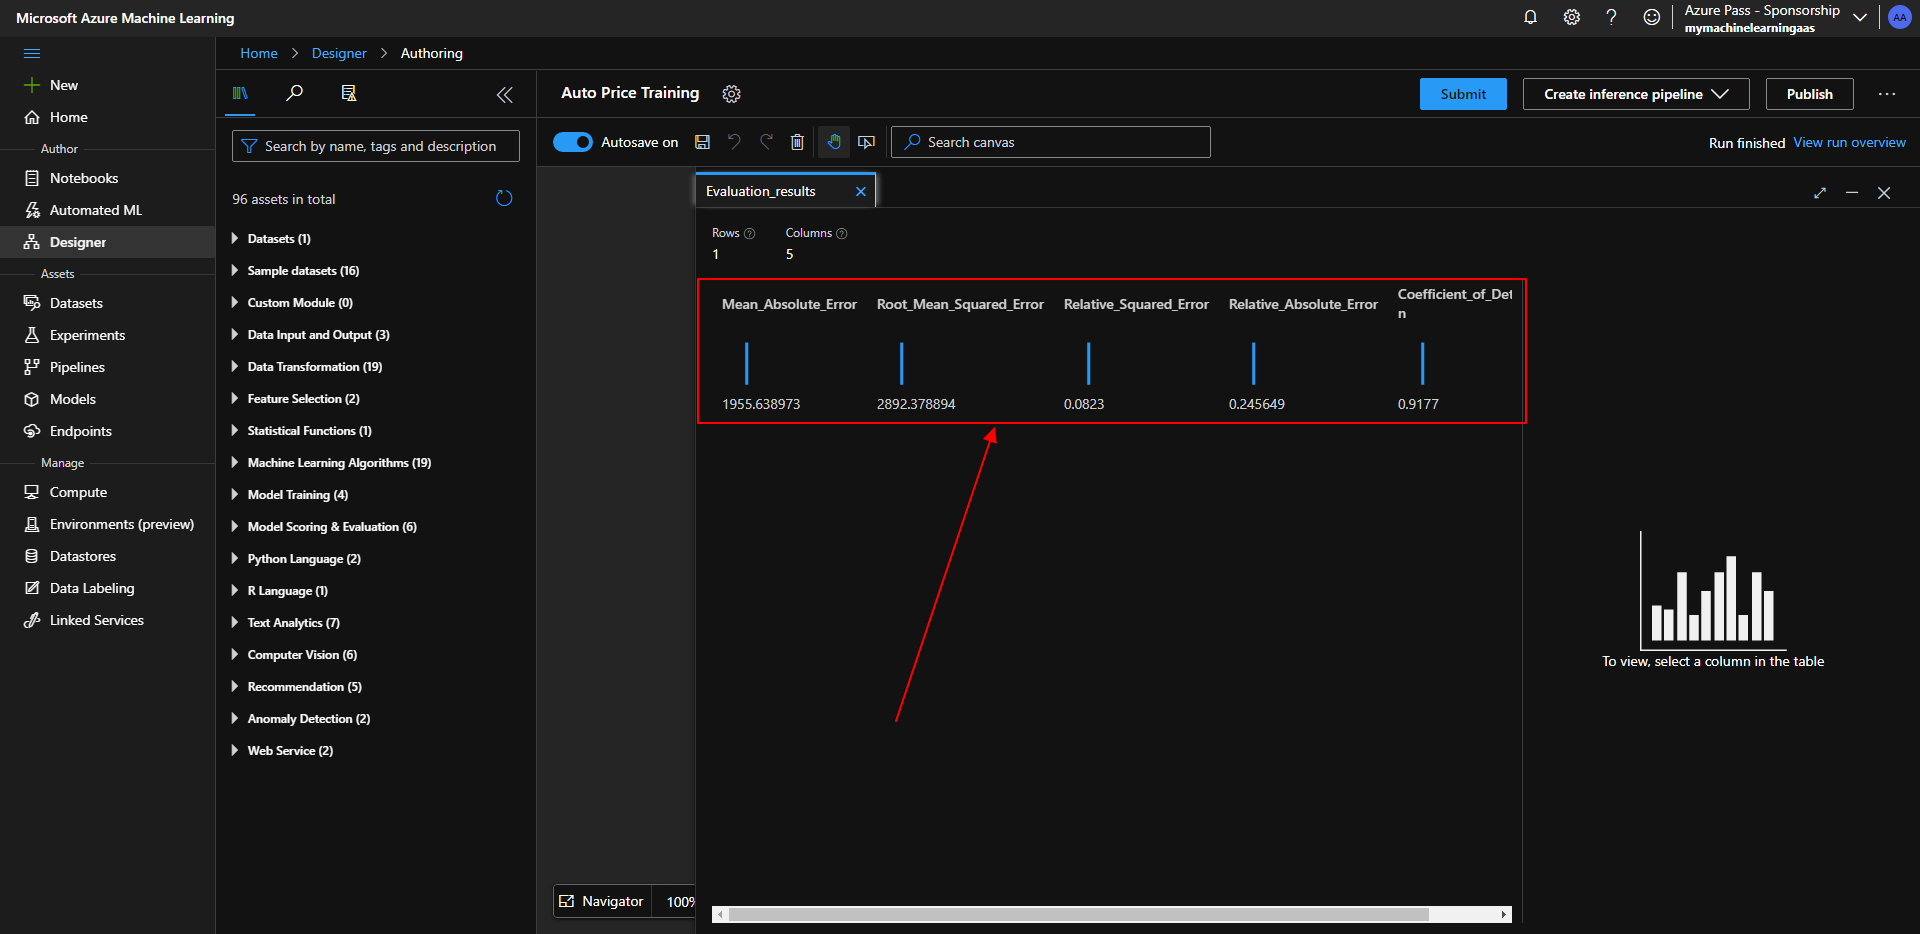 Microsoft Azure Machine Learning
Azure Pass - Sponsorship
mymachinelearningaas
AA
New
Home
Author
Notebooks
Automated ML
Designer
Assets
Datasets
Experiments
Pipelines
Models
Endpoints
Manage
Compute
Environments (preview)
Datastores
Data Labeling
Linked Services
Home > Designer > Authoring
Search by name, tags and description
96 assets in total
Datasets (1)
Sample datasets (16)
Custom Module (0)
Data Input and Output (3)
Data Transformation (19)
Feature Selection (2)
Statistical Functions (1)
Machine Learning Algorithms (19)
Model Training (4)
Model Scoring & Evaluation (6)
Python Language (2)
R Language (1)
Text Analytics (7)
Computer Vision (6)
Recommendation (5)
Anomaly Detection (2)
Web Service (2)
Auto Price Training
Submit
Create inference pipeline
Publish
Autosave on
Search canvas
Run finished View run overview
Evaluation_results
Rows Columns
1 5
Mean_Absolute_Error Root_Mean_Squared_Error Relative_Squared_Error Relative_Absolute_Error Coefficient_of_Det
n
1955.638973 2892.378894 0.0823 0.245649 0.9177
To view, select a column in the table
Navigator 100%